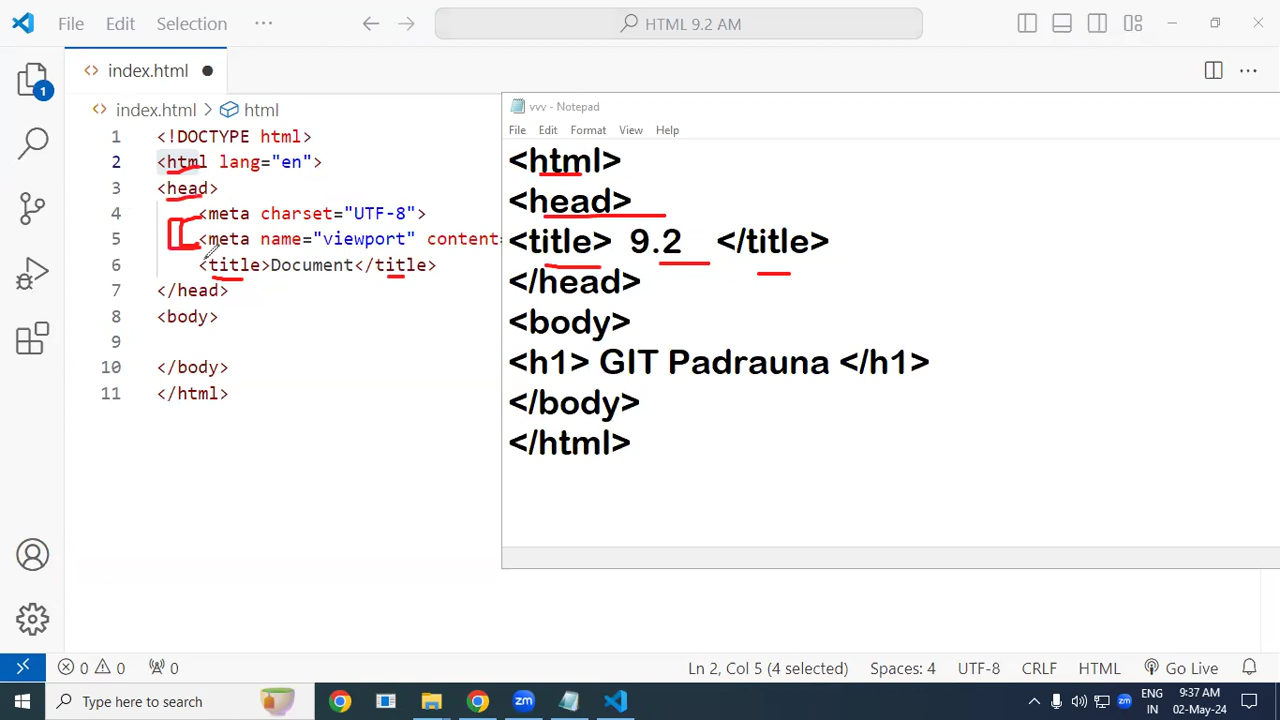 File Edit Selection ··· HTML 9.2 AM
index.html
index.html > html
1 <!DOCTYPE html>
2 <html lang="en">
3 <head>
4 <meta charset="UTF-8">
5 <meta name="viewport" content=
6 <title>Document</title>
7 </head>
8 <body>
9
10 </body>
11 </html>
1
vvv - Notepad
File Edit Format View Help
<html>
<head>
<title> 9.2 </title>
</head>
<body>
<h1> GIT Padrauna </h1>
</body>
</html>
0 0 0 Ln 2, Col 5 (4 selected) Spaces: 4 UTF-8 CRLF HTML Go Live
Type here to search zm zm ENG IN 9:37 AM 02-May-24